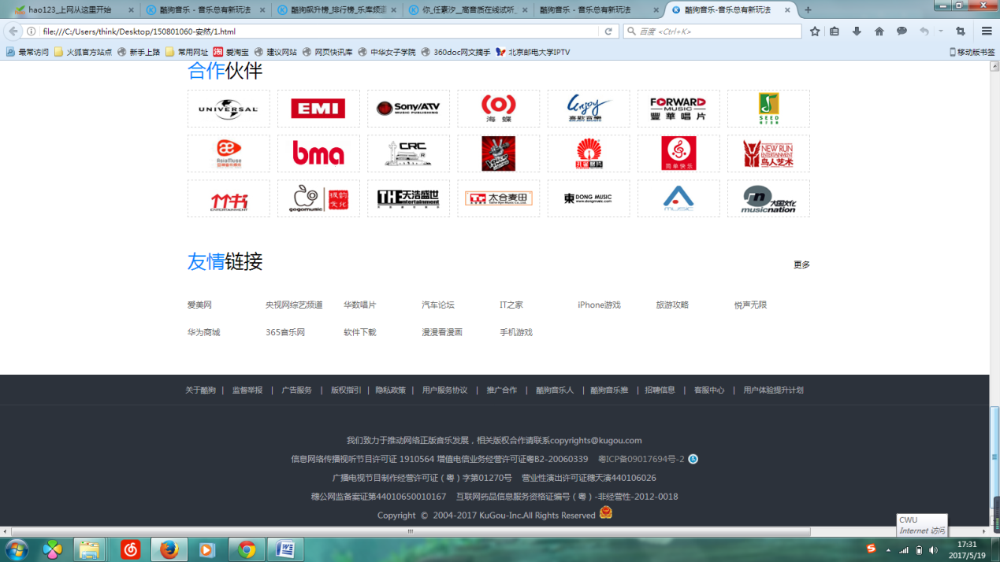 hao123_上网从这里开始
酷狗音乐 - 音乐总有新玩法
酷狗飙升榜_排行榜_乐库频道
你_任素汐__高音质在线试听_
酷狗音乐 - 音乐总有新玩法
酷狗音乐-音乐总有新玩法
file:///C:/Users/think/Desktop/150801060-安然/1.html
百度 <Ctrl+K>
最常访问 火狐官方站点 新手上路 常用网址 爱淘宝 建议网站 网页快讯库 中华女子学院 360doc网文摘手 北京邮电大学IPTV 移动版书签
合作伙伴
UNIVERSAL
EMI
Sony/ATV
MUSIC PUBLISHING
海蝶
Enjoy
喜歡音樂
FORWARD
MUSIC
豐華唱片
SEED
AsiaMuse
bma
CRC
简单快乐
NEW RUN
ENTERTAINMENT
鸟人艺术
竹书
ENTERTAINMENT
gogomusic
THE天浩盛世
Entertainment
太合麦田
Taihe Rye Music Co.,Ltd.
東DONG MUSIC
MUSIC
大国文化
musicnation
友情链接
更多
爱美网 央视网综艺频道 华数唱片 汽车论坛 IT之家 iPhone游戏 旅游攻略 悦声无限
华为商城 365音乐网 软件下载 漫漫看漫画 手机游戏
关于酷狗 | 监督举报 | 广告服务 | 版权指引 | 隐私政策 | 用户服务协议 | 推广合作 | 酷狗音乐人 | 酷狗音乐推 | 招聘信息 | 客服中心 | 用户体验提升计划
我们致力于推动网络正版音乐发展，相关版权合作请联系copyrights@kugou.com
信息网络传播视听节目许可证 1910564 增值电信业务经营许可证粤B2-20060339 粤ICP备09017694号-2
广播电视节目制作经营许可证（粤）字第01270号 营业性演出许可证穗天演440106026
穗公网监备案证第44010650010167 互联网药品信息服务资格证编号（粤）-非经营性-2012-0018
Copyright © 2004-2017 KuGou-Inc.All Rights Reserved
CWU
Internet 访问
17:31
2017/5/19